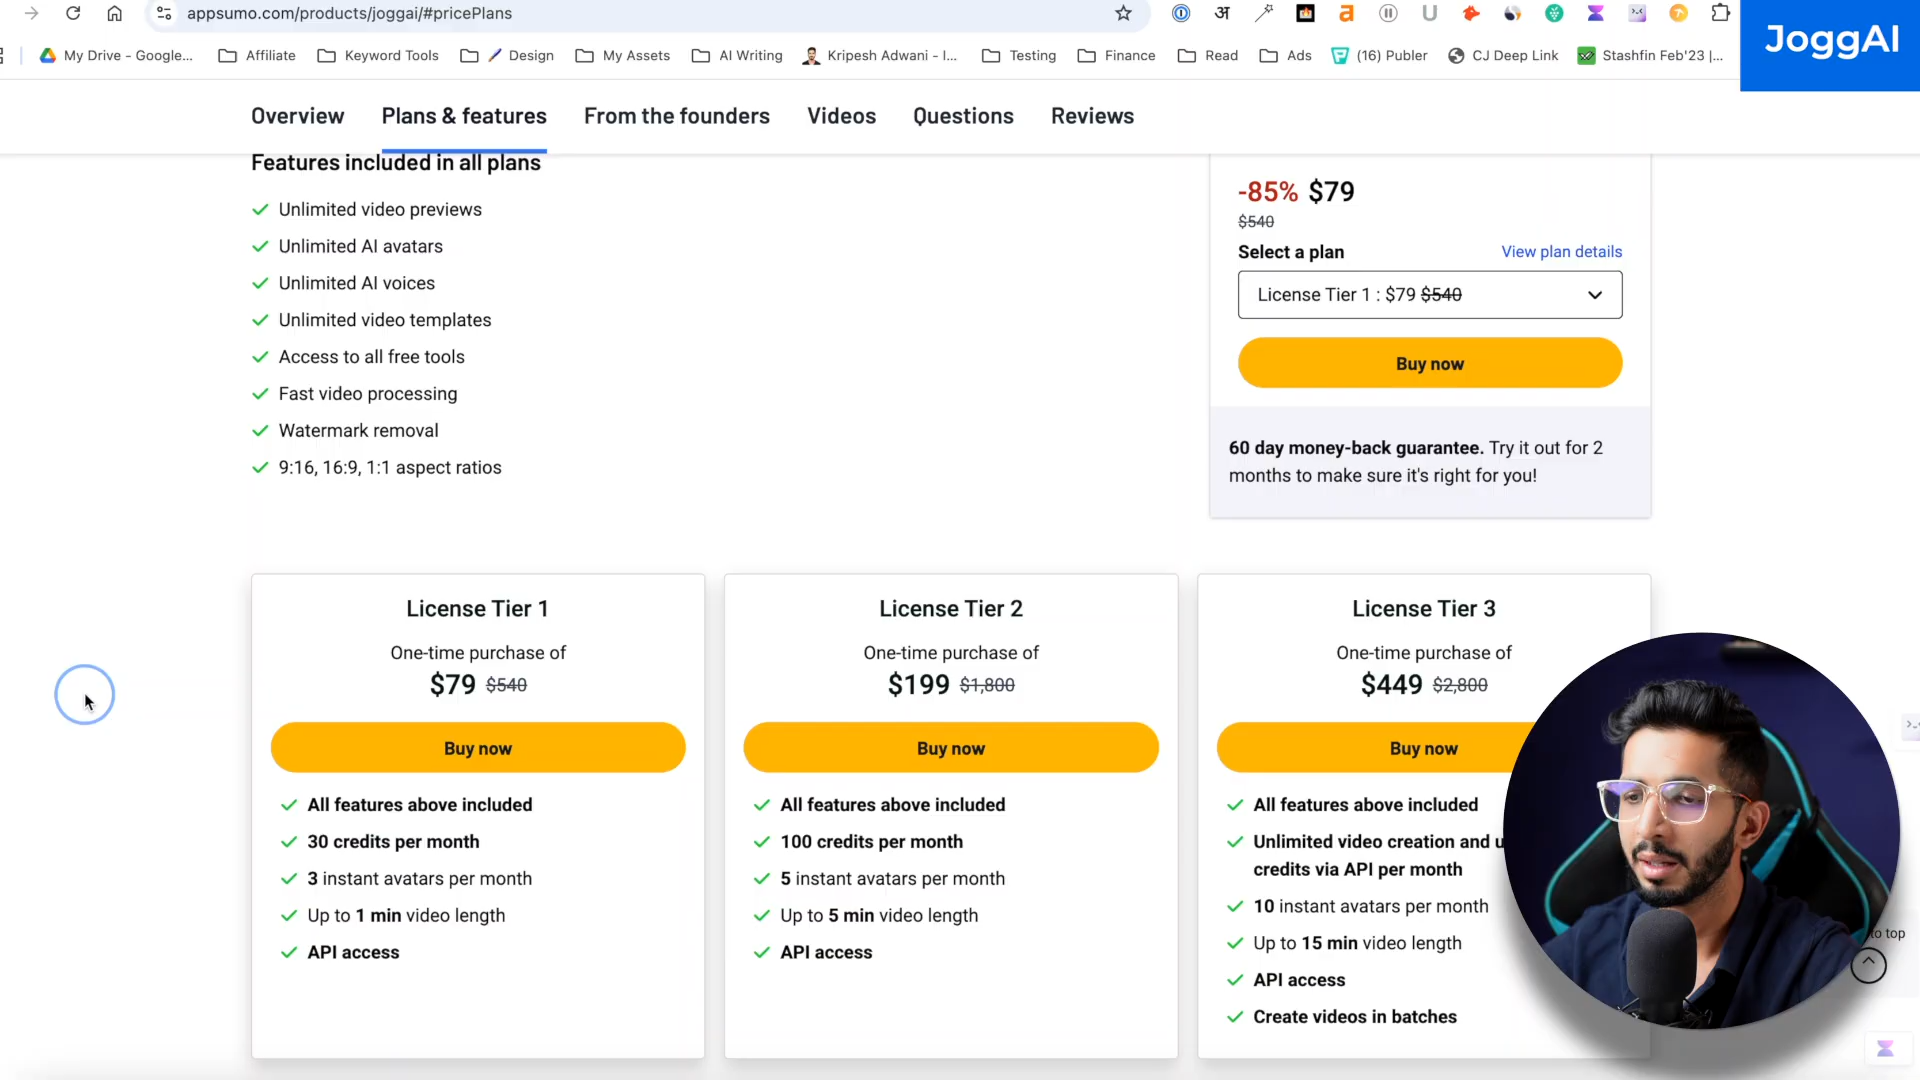 appsumo.com/products/joggai/#pricePlans
अ
JoggAI
My Drive - Google...
Affiliate
Keyword Tools
Design
My Assets
AI Writing
Kripesh Adwani - I...
Testing
Finance
Read
Ads
(16) Publer
CJ Deep Link
Stashfin Feb'23 |...
Overview
Plans & features
From the founders
Videos
Questions
Reviews
Features included in all plans
Unlimited video previews
Unlimited AI avatars
Unlimited AI voices
Unlimited video templates
Access to all free tools
Fast video processing
Watermark removal
9:16, 16:9, 1:1 aspect ratios
-85% $79
$540
Select a plan
View plan details
License Tier 1 : $79 $540
Buy now
60 day money-back guarantee. Try it out for 2
months to make sure it's right for you!
License Tier 1
One-time purchase of
$79 $540
Buy now
All features above included
30 credits per month
3 instant avatars per month
Up to 1 min video length
API access
License Tier 2
One-time purchase of
$199 $1,800
Buy now
All features above included
100 credits per month
5 instant avatars per month
Up to 5 min video length
API access
License Tier 3
One-time purchase of
$449 $2,800
Buy now
All features above included
Unlimited video creation and
credits via API per month
10 instant avatars per month
Up to 15 min video length
API access
Create videos in batches
to top